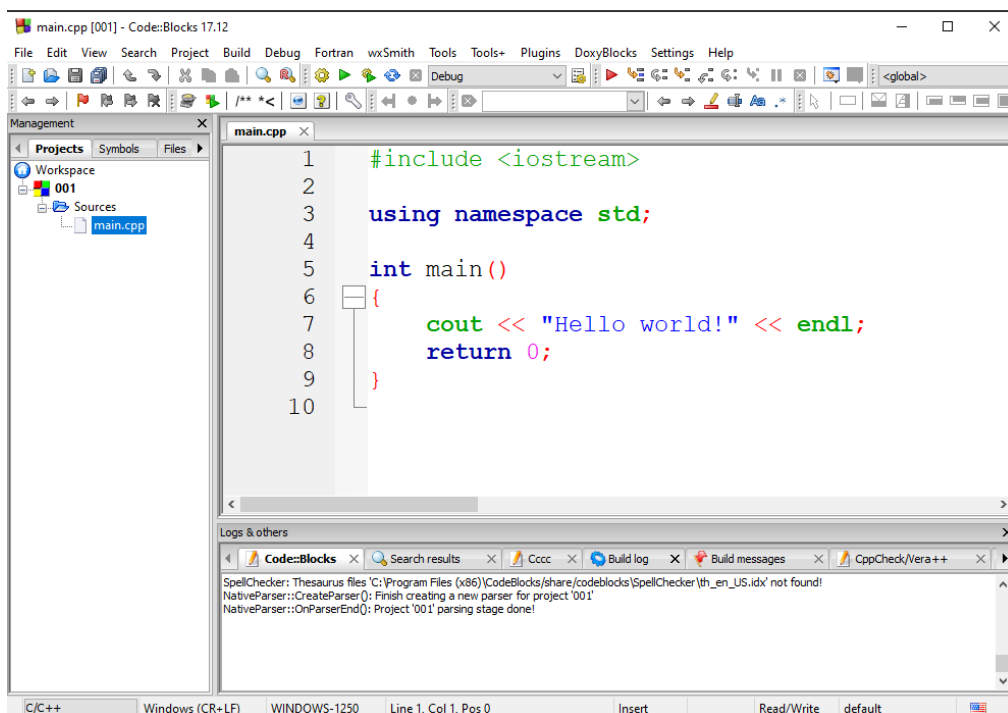 main.cpp [001] - Code::Blocks 17.12
File Edit View Search Project Build Debug Fortran wxSmith Tools Tools+ Plugins DoxyBlocks Settings Help
Debug
<global>
/** *<
.*
Management
Projects Symbols Files
Workspace
001
Sources
main.cpp
main.cpp
1 #include <iostream>
2
3 using namespace std;
4
5 int main()
6 {
7 cout << "Hello world!" << endl;
8 return 0;
9 }
10
Logs & others
Code::Blocks Search results Cccc Build log Build messages CppCheck/Vera++
SpellChecker: Thesaurus files 'C:\Program Files (x86)\CodeBlocks/share/codeblocks\SpellChecker\th_en_US.idx' not found!
NativeParser::CreateParser(): Finish creating a new parser for project '001'
NativeParser::OnParserEnd(): Project '001' parsing stage done!
C/C++ Windows (CR+LF) WINDOWS-1250 Line 1, Col 1, Pos 0 Insert Read/Write default